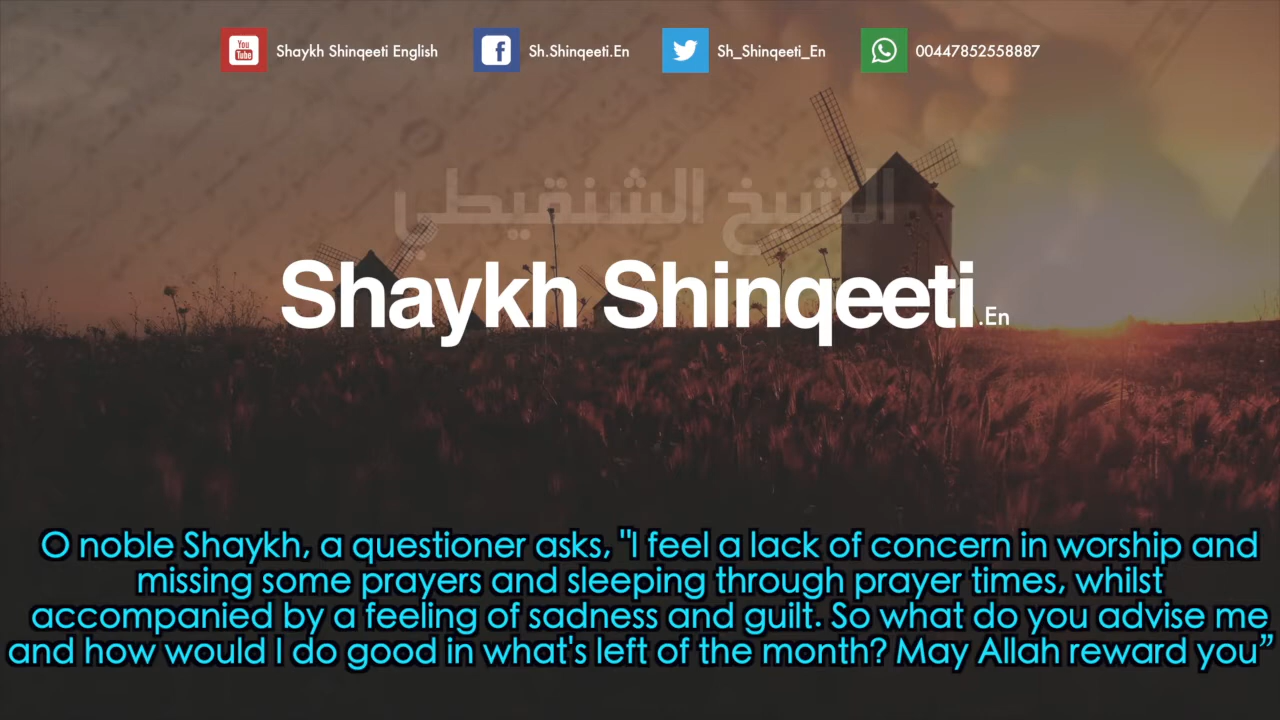 You
Tube
Shaykh Shinqeeti English
Sh.Shinqeeti.En
Sh_Shinqeeti_En
00447852558887
الشيخ الشنقيطي
Shaykh Shinqeeti.En
O noble Shaykh, a questioner asks, "I feel a lack of concern in worship and
missing some prayers and sleeping through prayer times, whilst
accompanied by a feeling of sadness and guilt. So what do you advise me
and how would I do good in what's left of the month? May Allah reward you”